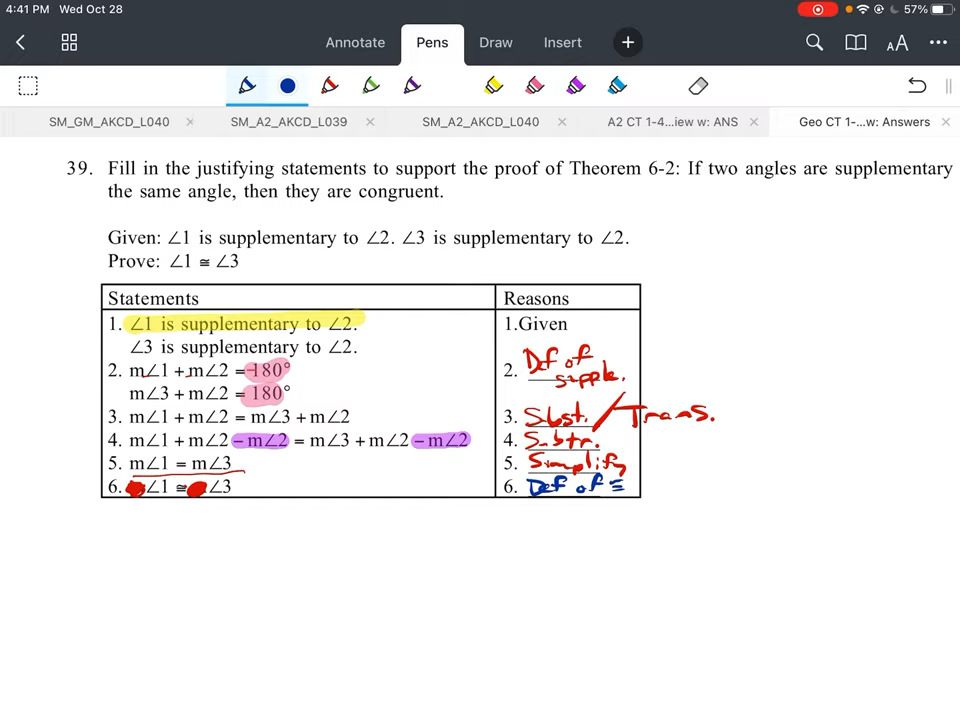 4:41 PM Wed Oct 28 57%
Annotate Pens Draw Insert + AA
SM_GM_AKCD_L040 × SM_A2_AKCD_L039 × SM_A2_AKCD_L040 × A2 CT 1-4...iew w: ANS × Geo CT 1-...w: Answers ×
39. Fill in the justifying statements to support the proof of Theorem 6-2: If two angles are supplementary
the same angle, then they are congruent.
Given: ∠1 is supplementary to ∠2. ∠3 is supplementary to ∠2.
Prove: ∠1 ≅ ∠3
Statements Reasons
1. ∠1 is supplementary to ∠2. 1.Given
∠3 is supplementary to ∠2.
2. m∠1 + m∠2 = 180° 2. Def of supple.
m∠3 + m∠2 = 180°
3. m∠1 + m∠2 = m∠3 + m∠2 3. Subst. / Trans.
4. m∠1 + m∠2 – m∠2 = m∠3 + m∠2 – m∠2 4. Subtr.
5. m∠1 = m∠3 5. Simplify
6. ∠1 ≅ ∠3 6. Def of ≅